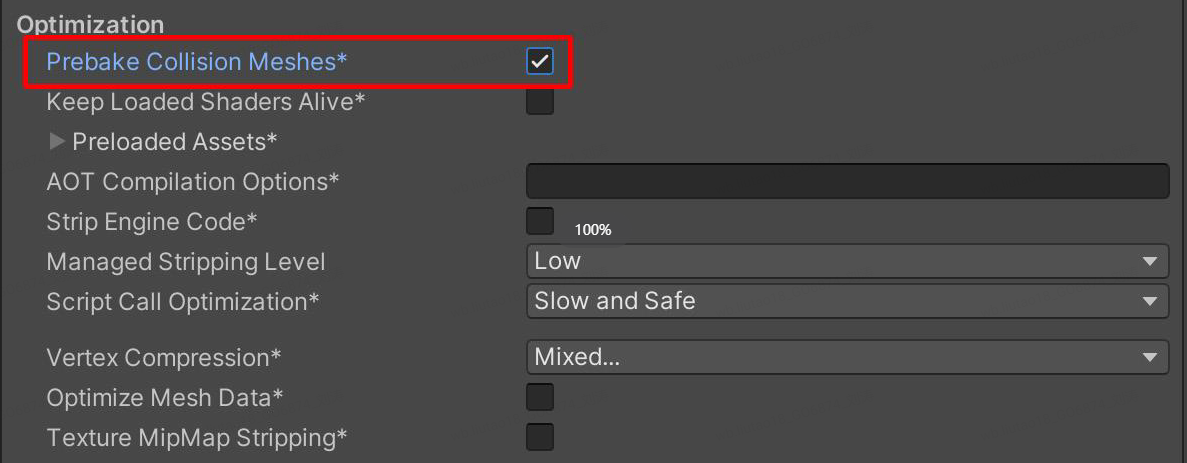 Optimization
Prebake Collision Meshes*
Keep Loaded Shaders Alive*
Preloaded Assets*
AOT Compilation Options*
Strip Engine Code*
100%
Managed Stripping Level Low
Script Call Optimization* Slow and Safe
Vertex Compression* Mixed...
Optimize Mesh Data*
Texture MipMap Stripping*